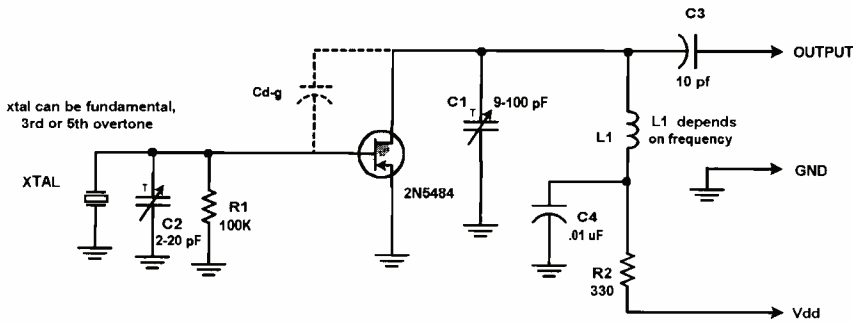 C3
OUTPUT
10 pf
Cd-g
xtal can be fundamental,
3rd or 5th overtone
C1
T
9-100 pF
L1
L1 depends
on frequency
XTAL
T
C2
2-20 pF
R1
100K
2N5484
GND
C4
.01 uF
R2
330
Vdd